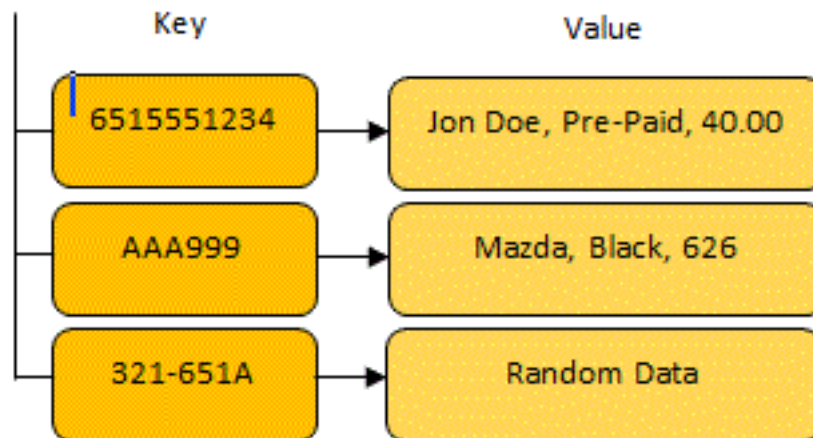 Key
Value
6515551234
Jon Doe, Pre-Paid, 40.00
AAA999
Mazda, Black, 626
321-651A
Random Data